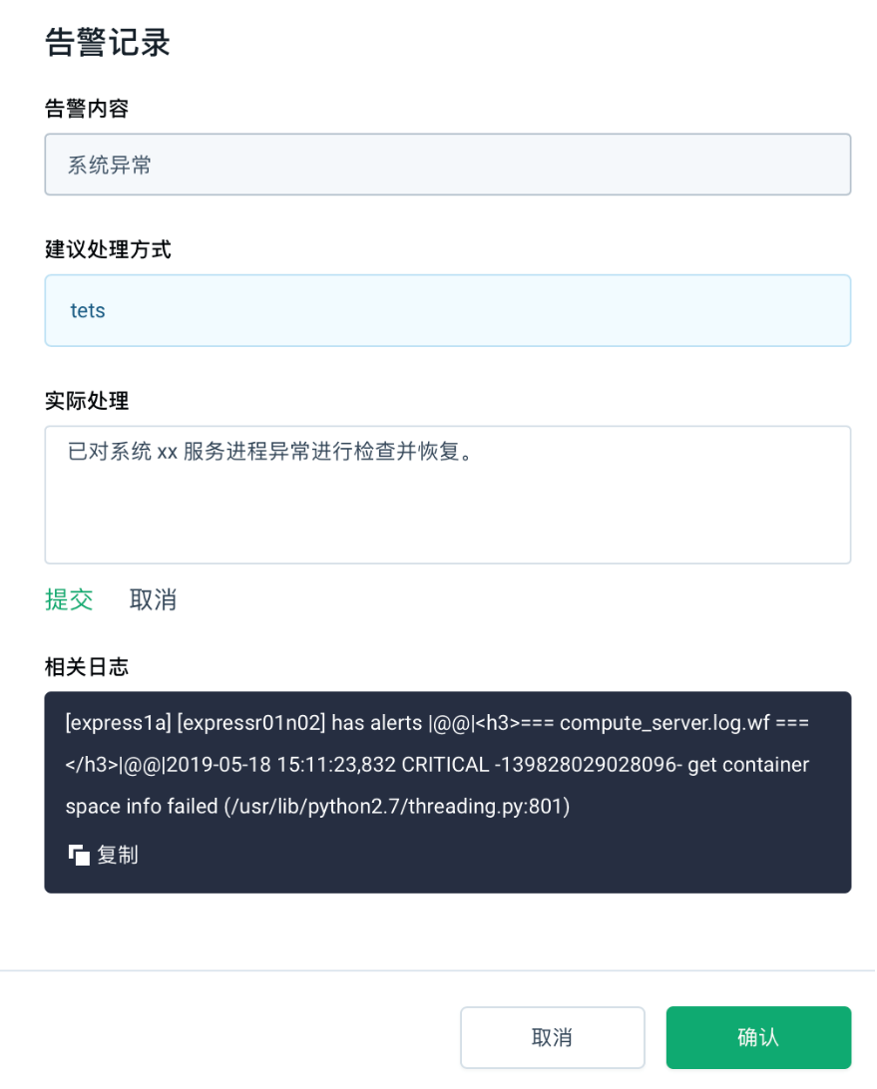 告警记录
告警内容
系统异常
建议处理方式
tets
实际处理
已对系统 xx 服务进程异常进行检查并恢复。
提交 取消
相关日志
[express1a] [expressr01n02] has alerts |@@|<h3>=== compute_server.log.wf ===
</h3>|@@|2019-05-18 15:11:23,832 CRITICAL -139828029028096- get container
space info failed (/usr/lib/python2.7/threading.py:801)
复制
取消 确认